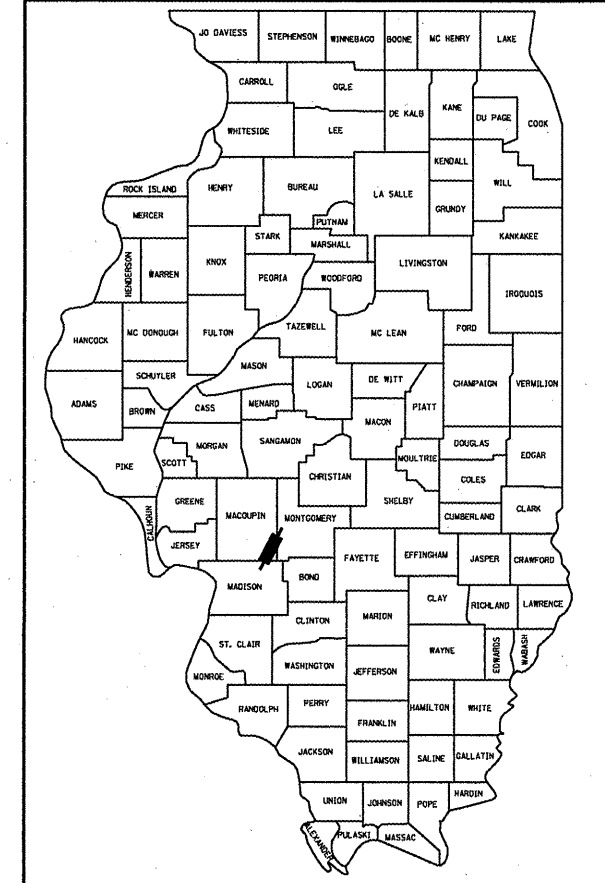 JO DAVIESS STEPHENSON WINNEBAGO BOONE MC HENRY LAKE
CARROLL OGLE DE KALB KANE DU PAGE COOK
WHITESIDE LEE
KENDALL WILL
ROCK ISLAND HENRY BUREAU LA SALLE GRUNDY
MERCER PUTNAM KANKAKEE
STARK MARSHALL
HENDERSON WARREN KNOX PEORIA WOODFORD LIVINGSTON IROQUOIS
HANCOCK MC DONOUGH FULTON TAZEWELL MC LEAN FORD
SCHUYLER MASON LOGAN DE WITT CHAMPAIGN VERMILION
ADAMS BROWN CASS MENARD PIATT
MACON
MORGAN SANGAMON DOUGLAS EDGAR
PIKE SCOTT CHRISTIAN MOULTRIE COLES
SHELBY
GREENE MACOUPIN MONTGOMERY CUMBERLAND CLARK
CALHOUN JERSEY FAYETTE EFFINGHAM JASPER CRAWFORD
MADISON BOND
CLAY RICHLAND LAWRENCE
CLINTON MARION
ST. CLAIR WAYNE EDWARDS WABASH
WASHINGTON JEFFERSON
MONROE
RANDOLPH PERRY HAMILTON WHITE
FRANKLIN
JACKSON WILLIAMSON SALINE GALLATIN
UNION JOHNSON POPE HARDIN
ALEXANDER PULASKI MASSAC